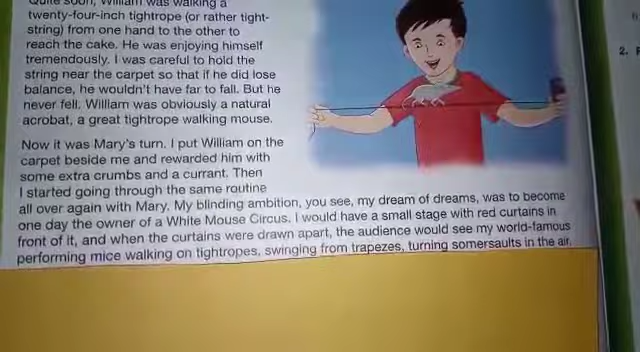 Quite soon, William was walking a
twenty-four-inch tightrope (or rather tight-
string) from one hand to the other to
reach the cake. He was enjoying himself
tremendously. I was careful to hold the
string near the carpet so that if he did lose
balance, he wouldn't have far to fall. But he
never fell. William was obviously a natural
acrobat, a great tightrope walking mouse.
Now it was Mary's turn. I put William on the
carpet beside me and rewarded him with
some extra crumbs and a currant. Then
I started going through the same routine
all over again with Mary. My blinding ambition, you see, my dream of dreams, was to become
one day the owner of a White Mouse Circus. I would have a small stage with red curtains in
front of it, and when the curtains were drawn apart, the audience would see my world-famous
performing mice walking on tightropes, swinging from trapezes, turning somersaults in the air,
2.